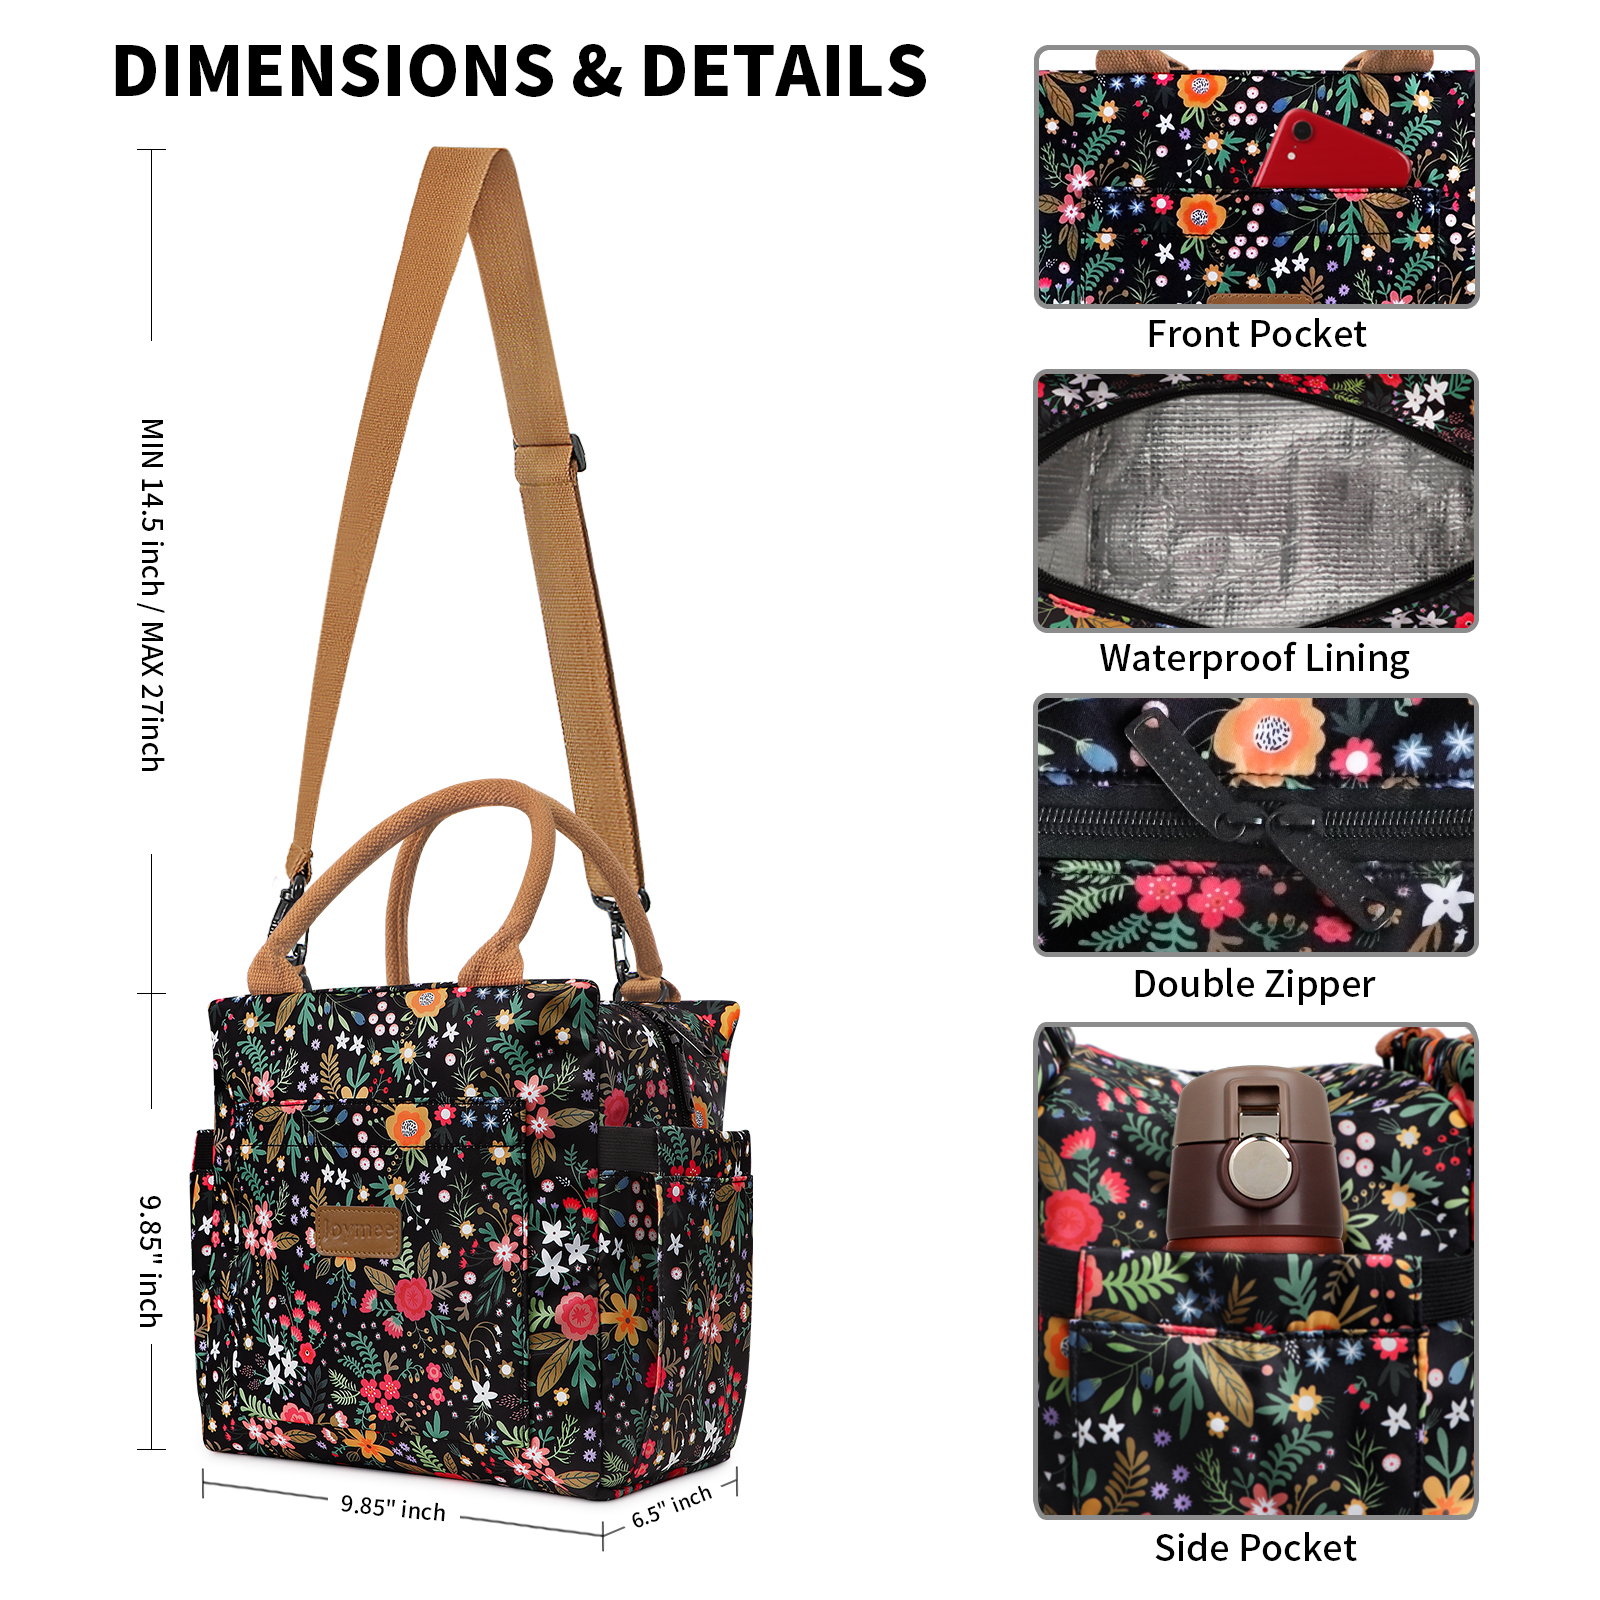 DIMENSIONS & DETAILS
MIN 14.5 inch / MAX 27inch
9.85" inch
9.85" inch
6.5" inch
Joymee
Front Pocket
Waterproof Lining
Double Zipper
Side Pocket